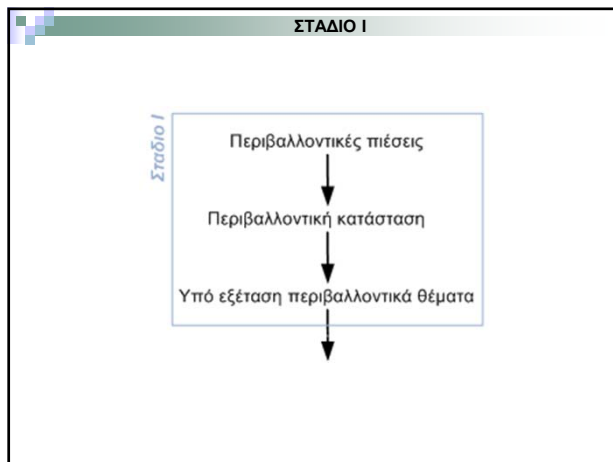 ΣΤΑΔΙΟ Ι
Σταδιο Ι
Περιβαλλοντικές πιέσεις
Περιβαλλοντική κατάσταση
Υπό εξέταση περιβαλλοντικά θέματα